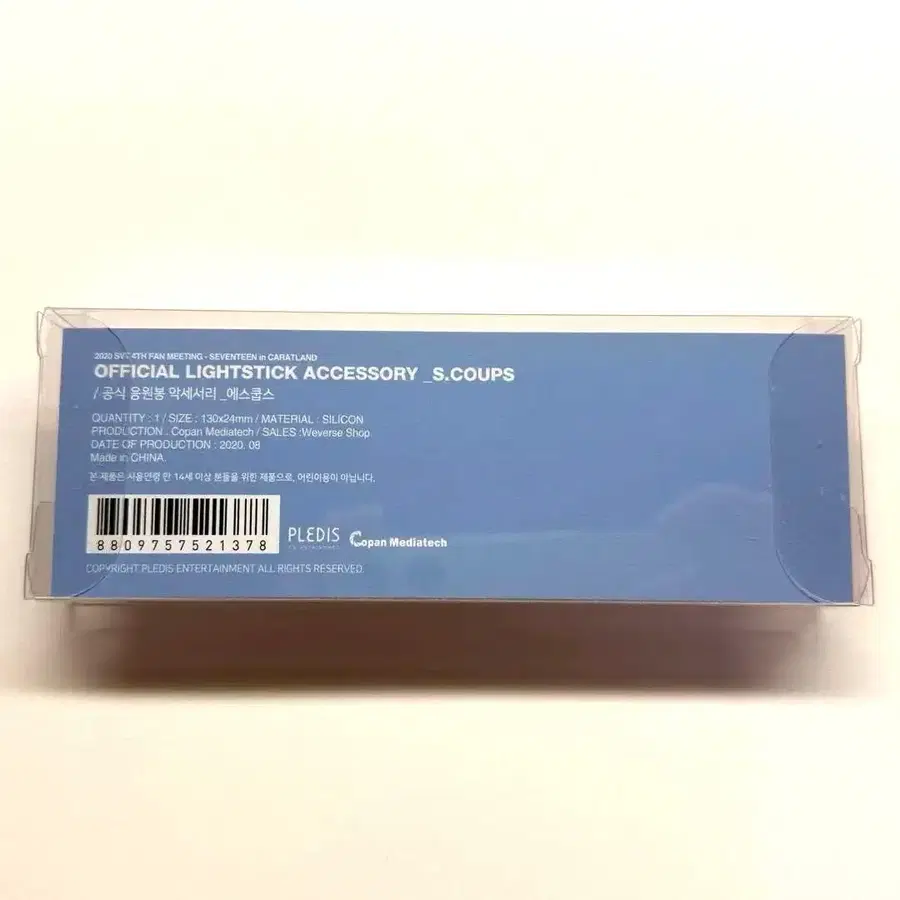 2020 SVT 4TH FAN MEETING - SEVENTEEN in CARATLAND
OFFICIAL LIGHTSTICK ACCESSORY _S.COUPS
/ 공식 응원봉 악세서리 _에스쿱스
QUANTITY : 1 / SIZE : 130x24mm / MATERIAL : SILICON
PRODUCTION : Copan Mediatech / SALES :Weverse Shop
DATE OF PRODUCTION : 2020. 08
Made in CHINA.
본 제품은 사용연령 만 14세 이상 분들을 위한 제품으로, 어린이용이 아닙니다.
8809757521378
PLEDIS
Copan Mediatech
COPYRIGHT PLEDIS ENTERTAINMENT ALL RIGHTS RESERVED.